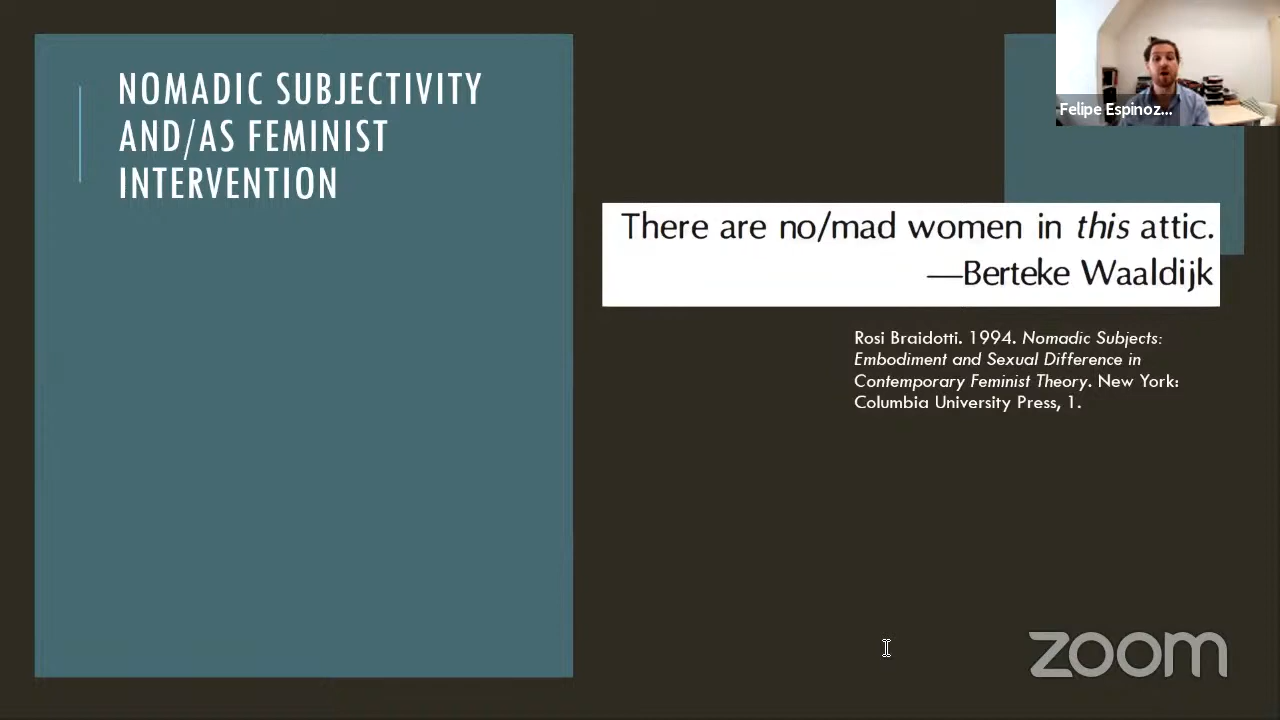 NOMADIC SUBJECTIVITY
AND/AS FEMINIST
INTERVENTION
Felipe Espinoz...
There are no/mad women in this attic.
—Berteke Waaldijk
Rosi Braidotti. 1994. Nomadic Subjects:
Embodiment and Sexual Difference in
Contemporary Feminist Theory. New York:
Columbia University Press, 1.
zoom